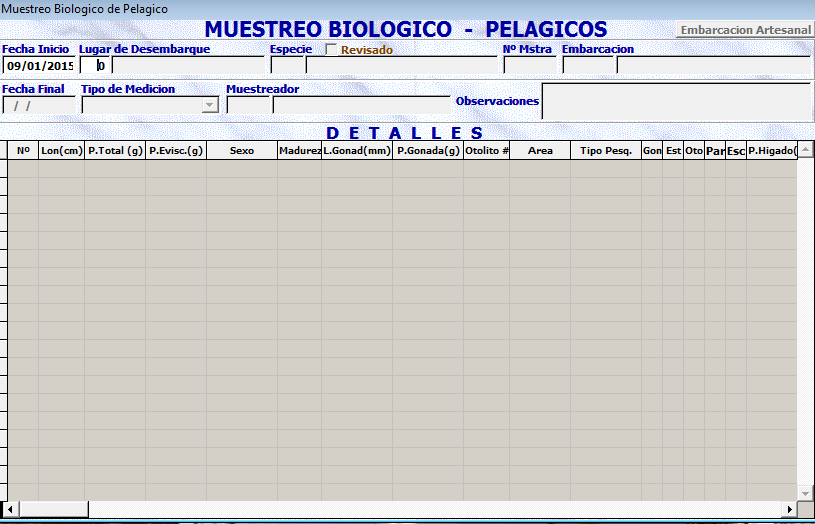 Muestreo Biologico de Pelagico
MUESTREO BIOLOGICO - PELAGICOS Embarcacion Artesanal
Fecha Inicio Lugar de Desembarque Especie Revisado Nº Mstra Embarcacion
09/01/2015 0
Fecha Final Tipo de Medicion Muestreador Observaciones
/ /
D E T A L L E S
Nº Lon(cm) P.Total (g) P.Evisc.(g) Sexo Madurez L.Gonad(mm) P.Gonada(g) Otolito # Area Tipo Pesq. Gon Est Oto Par Esc P.Higado(